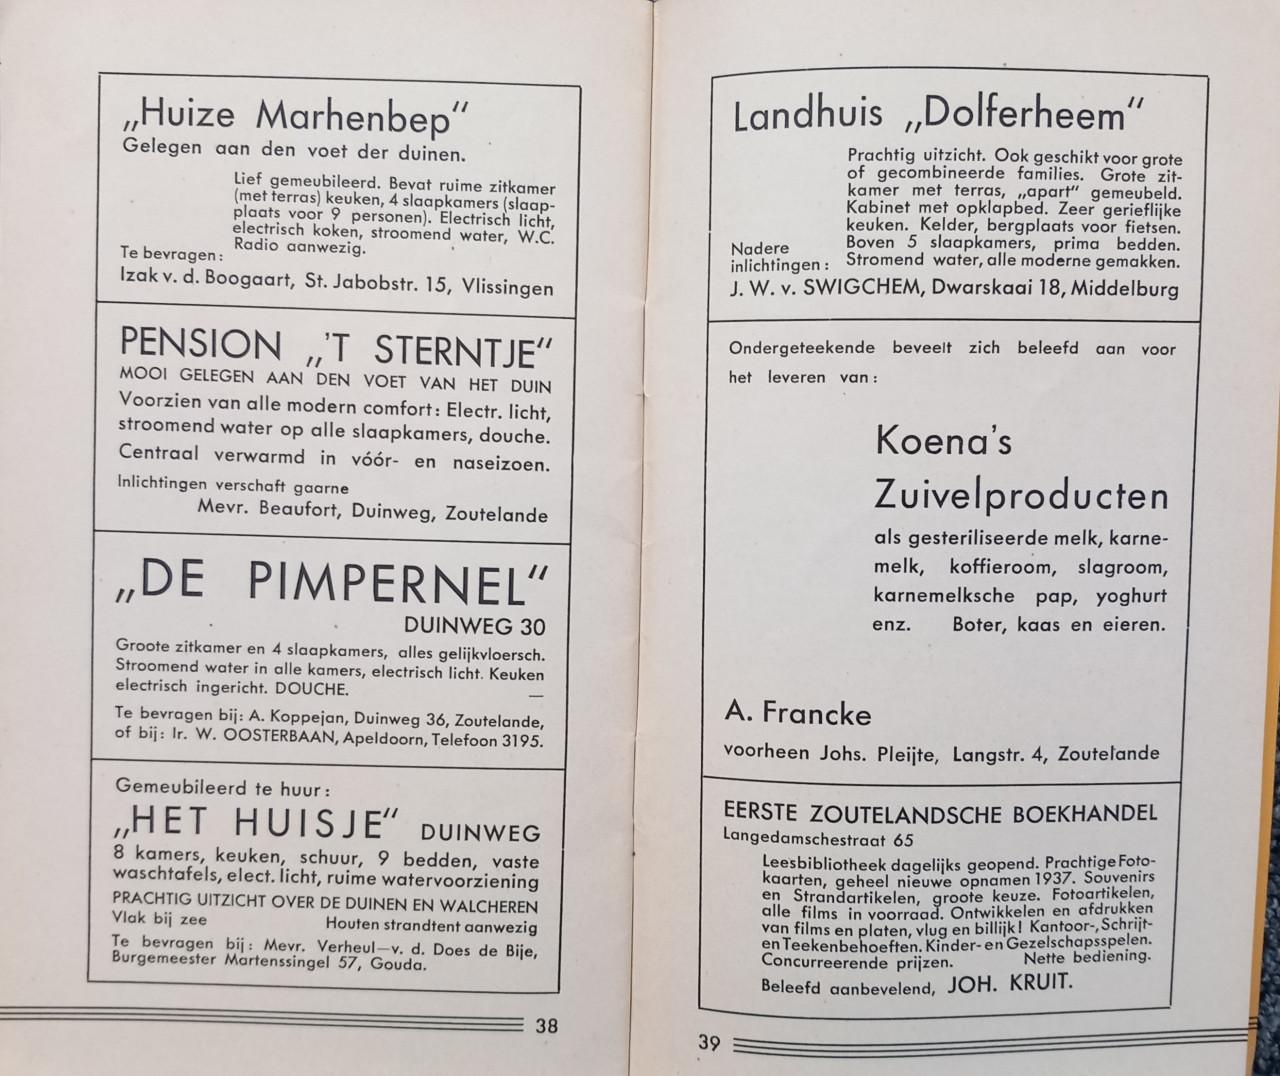 „Huize Marhenbep“
Gelegen aan den voet der duinen.
Lief gemeubileerd. Bevat ruime zitkamer
(met terras) keuken, 4 slaapkamers (slaap-
plaats voor 9 personen). Electrisch licht,
electrisch koken, stroomend water, W.C.
Radio aanwezig.
Te bevragen:
Izak v. d. Boogaart, St. Jabobstr. 15, Vlissingen
PENSION „'T STERNTJE“
MOOI GELEGEN AAN DEN VOET VAN HET DUIN
Voorzien van alle modern comfort: Electr. licht,
stroomend water op alle slaapkamers, douche.
Centraal verwarmd in vóór- en naseizoen.
Inlichtingen verschaft gaarne
Mevr. Beaufort, Duinweg, Zoutelande
„DE PIMPERNEL“
DUINWEG 30
Groote zitkamer en 4 slaapkamers, alles gelijkvloersch.
Stroomend water in alle kamers, electrisch licht. Keuken
electrisch ingericht. DOUCHE. —
Te bevragen bij: A. Koppejan, Duinweg 36, Zoutelande,
of bij: Ir. W. OOSTERBAAN, Apeldoorn, Telefoon 3195.
Gemeubileerd te huur:
„HET HUISJE“ DUINWEG
8 kamers, keuken, schuur, 9 bedden, vaste
waschtafels, elect. licht, ruime watervoorziening
PRACHTIG UITZICHT OVER DE DUINEN EN WALCHEREN
Vlak bij zee Houten strandtent aanwezig
Te bevragen bij: Mevr. Verheul—v. d. Does de Bije,
Burgemeester Martenssingel 57, Gouda.
38
Landhuis „Dolferheem“
Prachtig uitzicht. Ook geschikt voor grote
of gecombineerde families. Grote zit-
kamer met terras, „apart“ gemeubeld.
Kabinet met opklapbed. Zeer gerieflijke
keuken. Kelder, bergplaats voor fietsen.
Boven 5 slaapkamers, prima bedden.
Stromend water, alle moderne gemakken.
Nadere
inlichtingen:
J. W. v. SWIGCHEM, Dwarskaai 18, Middelburg
Ondergeteekende beveelt zich beleefd aan voor
het leveren van:
Koena's
Zuivelproducten
als gesteriliseerde melk, karne-
melk, koffieroom, slagroom,
karnemelksche pap, yoghurt
enz. Boter, kaas en eieren.
A. Francke
voorheen Johs. Pleijte, Langstr. 4, Zoutelande
EERSTE ZOUTELANDSCHE BOEKHANDEL
Langedamschestraat 65
Leesbibliotheek dagelijks geopend. Prachtige Foto-
kaarten, geheel nieuwe opnamen 1937. Souvenirs
en Strandartikelen, groote keuze. Fotoartikelen,
alle films in voorraad. Ontwikkelen en afdrukken
van films en platen, vlug en billijk! Kantoor-, Schrijf-
en Teekenbehoeften. Kinder- en Gezelschapsspelen.
Concurreerende prijzen. Nette bediening.
Beleefd aanbevelend, JOH. KRUIT.
39